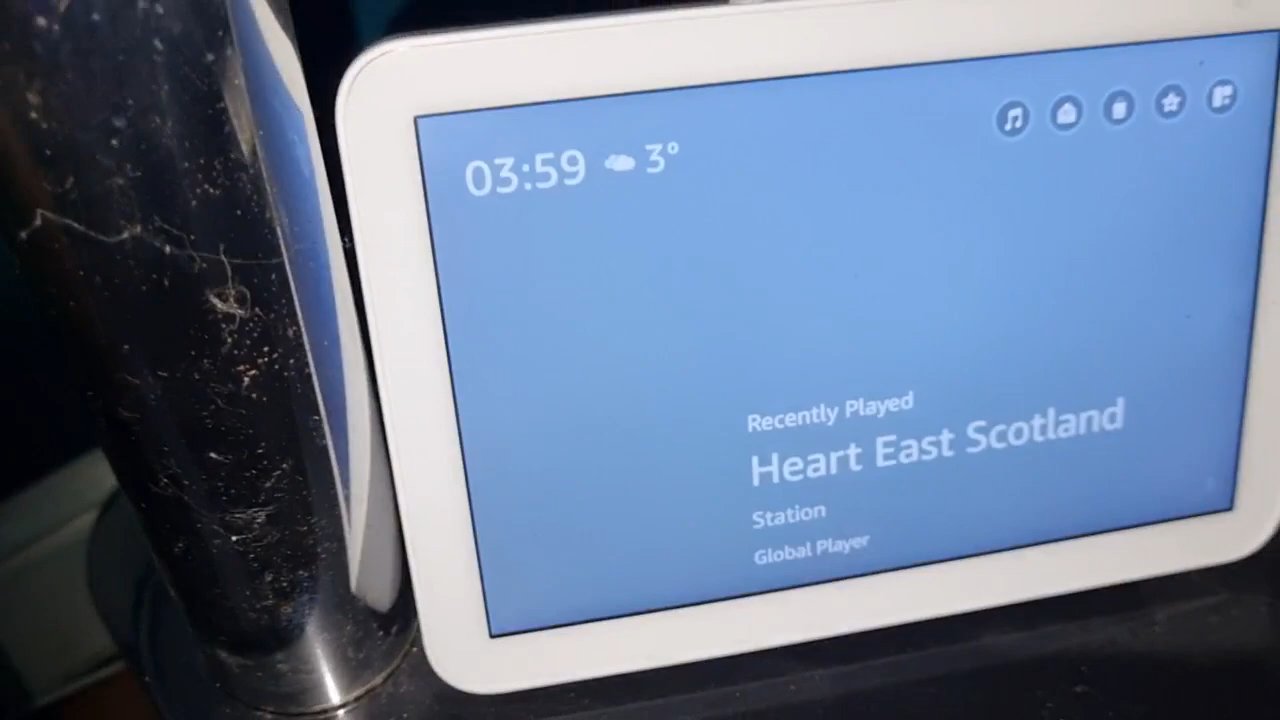 03:59 3°
Recently Played
Heart East Scotland
Station
Global Player